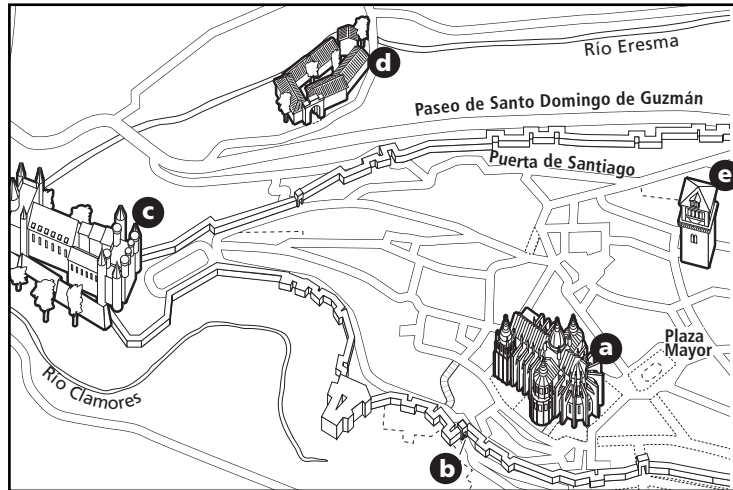 Río Eresma
d
Paseo de Santo Domingo de Guzmán
Puerta de Santiago
e
c
Plaza
Mayor
a
Río Clamores
b